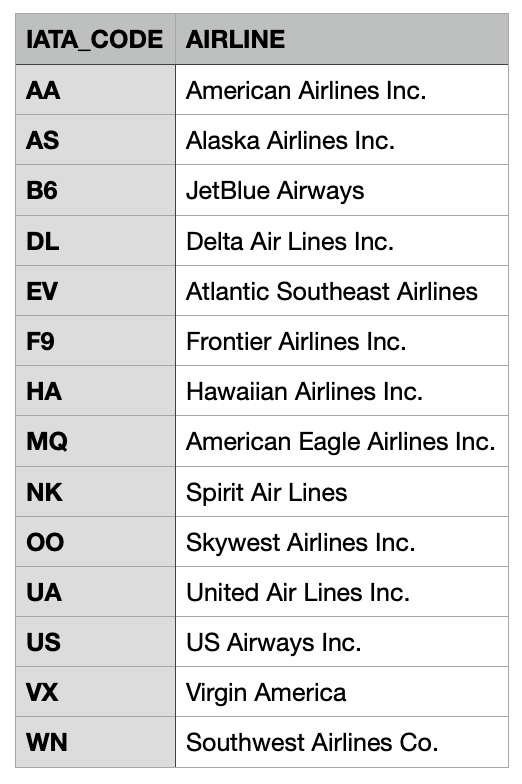 IATA_CODE AIRLINE
AA American Airlines Inc.
AS Alaska Airlines Inc.
B6 JetBlue Airways
DL Delta Air Lines Inc.
EV Atlantic Southeast Airlines
F9 Frontier Airlines Inc.
HA Hawaiian Airlines Inc.
MQ American Eagle Airlines Inc.
NK Spirit Air Lines
OO Skywest Airlines Inc.
UA United Air Lines Inc.
US US Airways Inc.
VX Virgin America
WN Southwest Airlines Co.